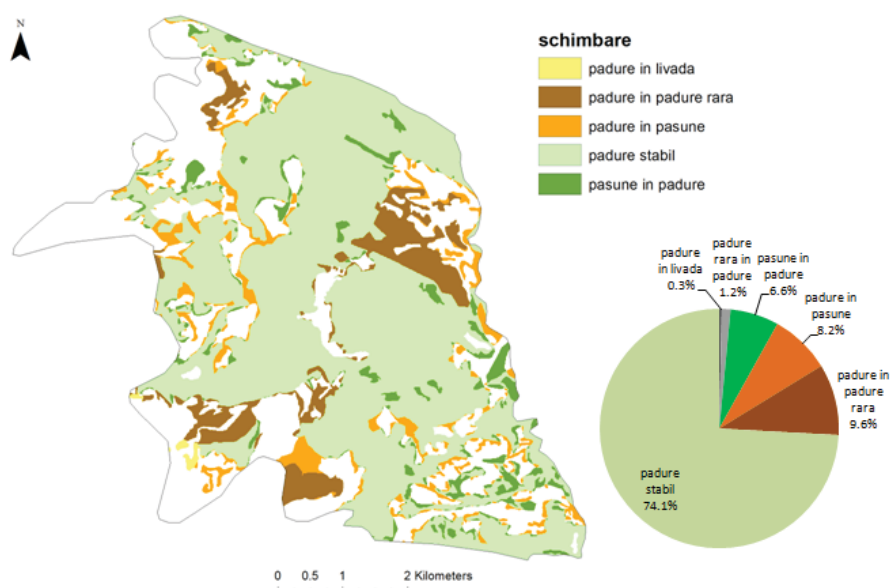 N
schimbare
padure in livada
padure in padure rara
padure in pasune
padure stabil
pasune in padure
padure
in livada
0.3%
padure
rara in
padure
1.2%
pasune in
padure
6.6%
padure in
pasune
8.2%
padure in
padure
rara
9.6%
padure
stabil
74.1%
0 0.5 1 2 Kilometers